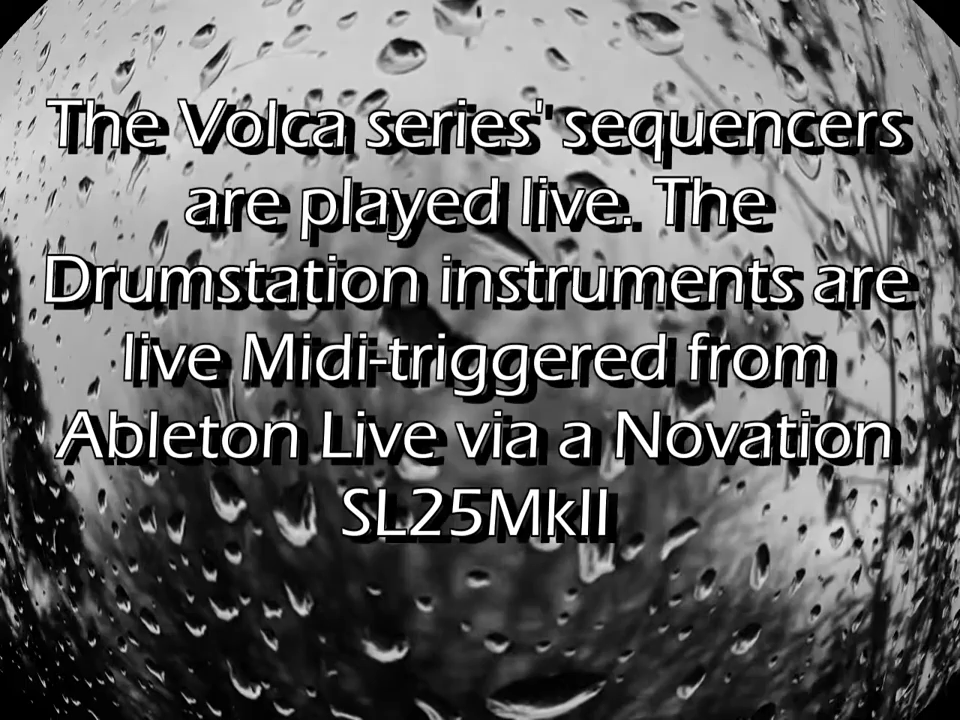 The Volca series' sequencers
are played live. The
Drumstation instruments are
live Midi-triggered from
Ableton Live via a Novation
SL25MkII